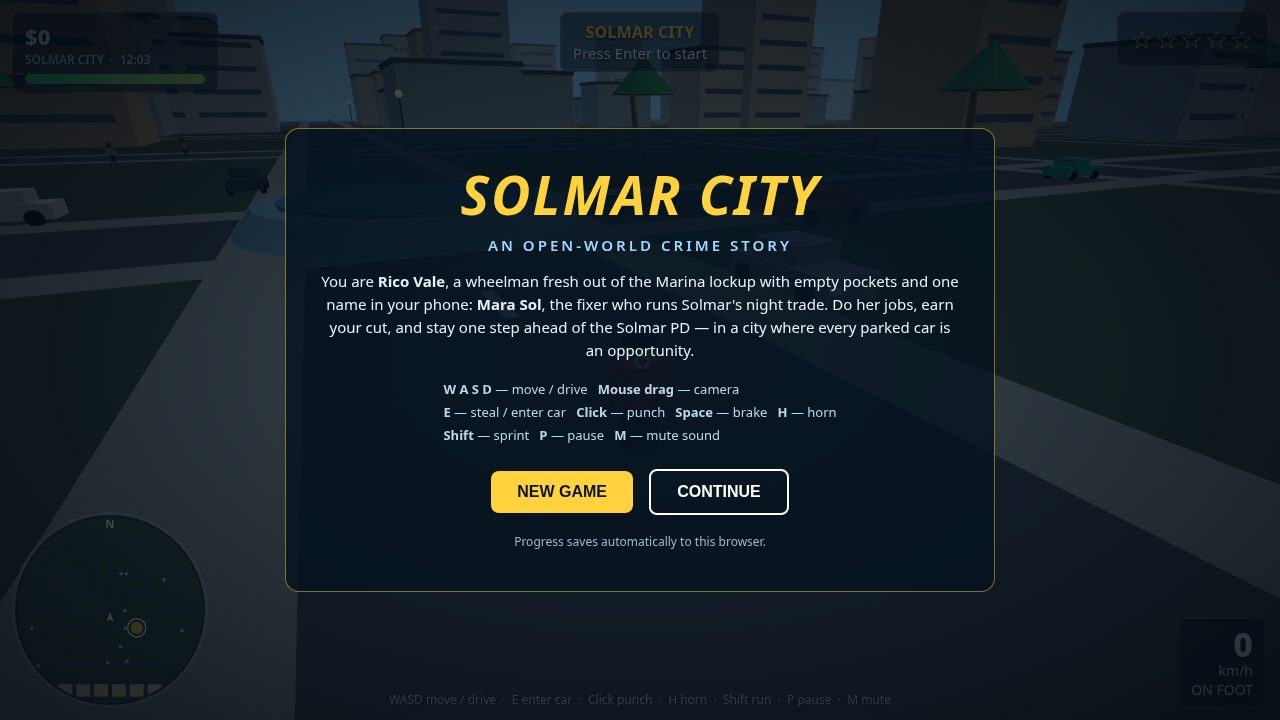 $0
SOLMAR CITY · 12:03
SOLMAR CITY
Press Enter to start
SOLMAR CITY
AN OPEN-WORLD CRIME STORY
You are Rico Vale, a wheelman fresh out of the Marina lockup with empty pockets and one
name in your phone: Mara Sol, the fixer who runs Solmar's night trade. Do her jobs, earn
your cut, and stay one step ahead of the Solmar PD — in a city where every parked car is
an opportunity.
W A S D — move / drive Mouse drag — camera
E — steal / enter car Click — punch Space — brake H — horn
Shift — sprint P — pause M — mute sound
NEW GAME CONTINUE
Progress saves automatically to this browser.
N
0
km/h
ON FOOT
WASD move / drive · E enter car · Click punch · H horn · Shift run · P pause · M mute